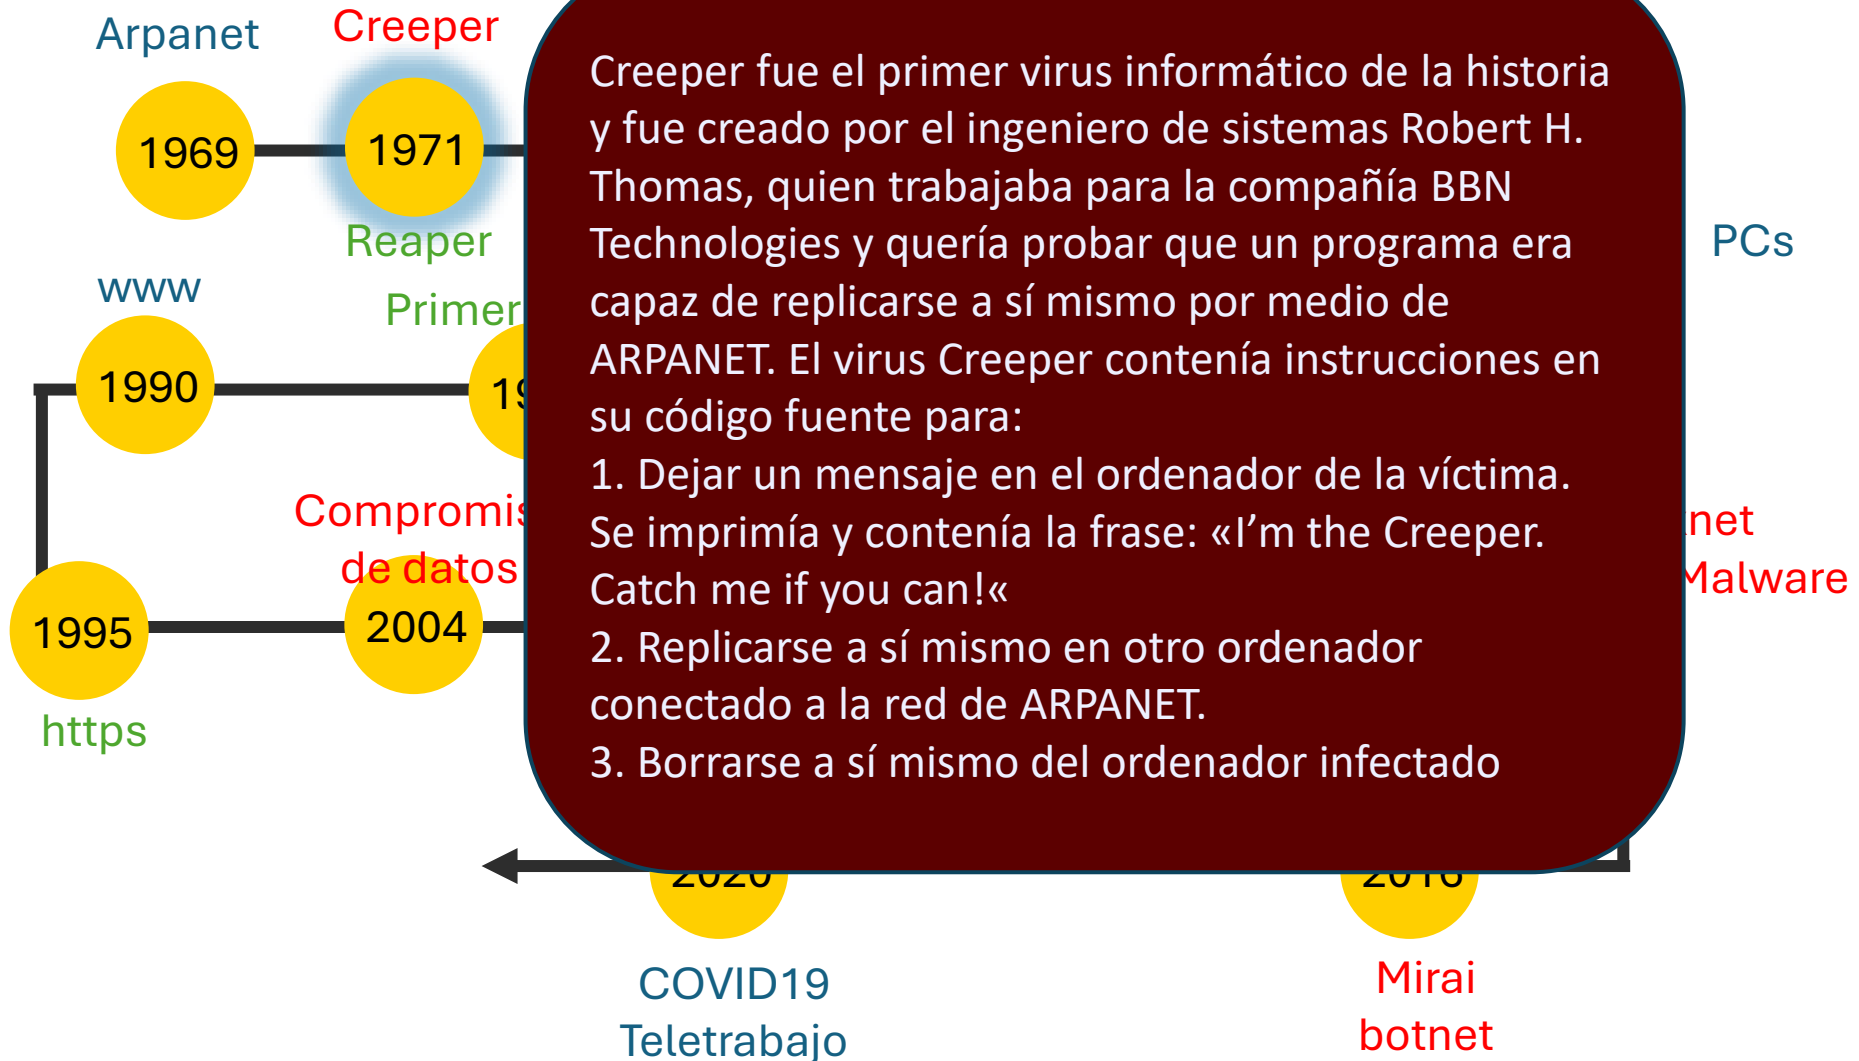 Arpanet
Creeper
1969
1971
Reaper
PCs
www
Primer
1990
Compromis
de datos
1995
2004
https
net
Malware
Creeper fue el primer virus informático de la historia
y fue creado por el ingeniero de sistemas Robert H.
Thomas, quien trabajaba para la compañía BBN
Technologies y quería probar que un programa era
capaz de replicarse a sí mismo por medio de
ARPANET. El virus Creeper contenía instrucciones en
su código fuente para:
1. Dejar un mensaje en el ordenador de la víctima.
Se imprimía y contenía la frase: «I’m the Creeper.
Catch me if you can!«
2. Replicarse a sí mismo en otro ordenador
conectado a la red de ARPANET.
3. Borrarse a sí mismo del ordenador infectado
2020
2016
COVID19
Teletrabajo
Mirai
botnet